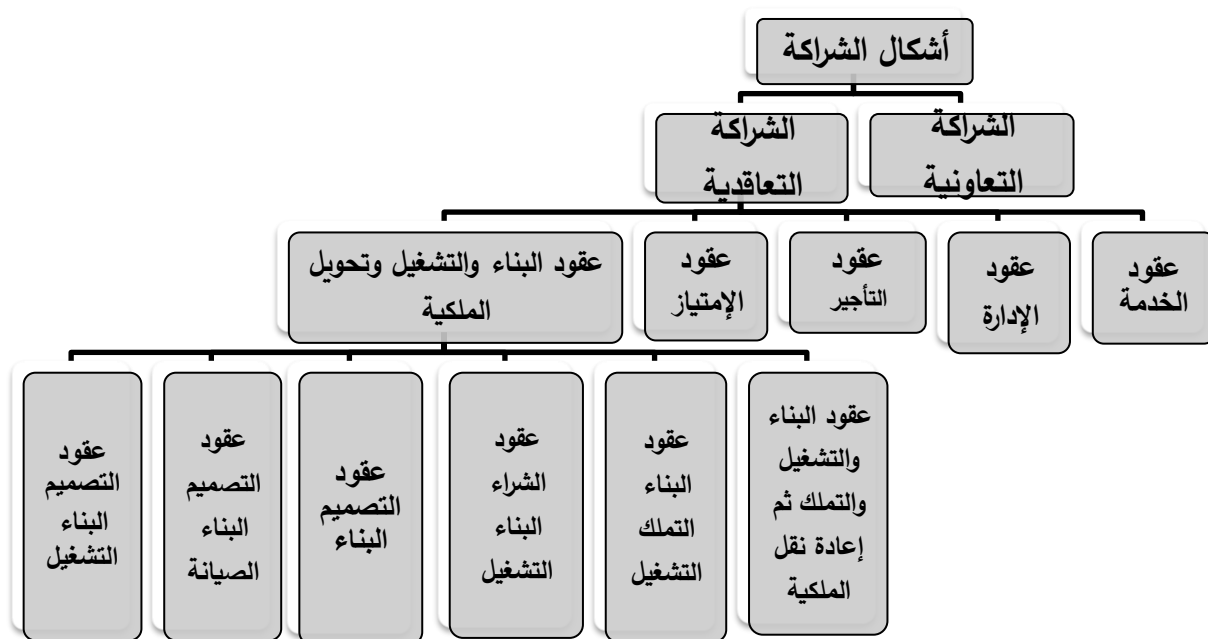 أشكال الشراكة
الشراكة
التعاونية
الشراكة
التعاقدية
عقود
الخدمة
عقود
الإدارة
عقود
التأجير
عقود
الإمتياز
عقود البناء والتشغيل وتحويل
الملكية
عقود البناء
والتشغيل
والتملك ثم
إعادة نقل
الملكية
عقود
البناء
التملك
التشغيل
عقود
الشراء
البناء
التشغيل
عقود
التصميم
البناء
عقود
التصميم
البناء
الصيانة
عقود
التصميم
البناء
التشغيل